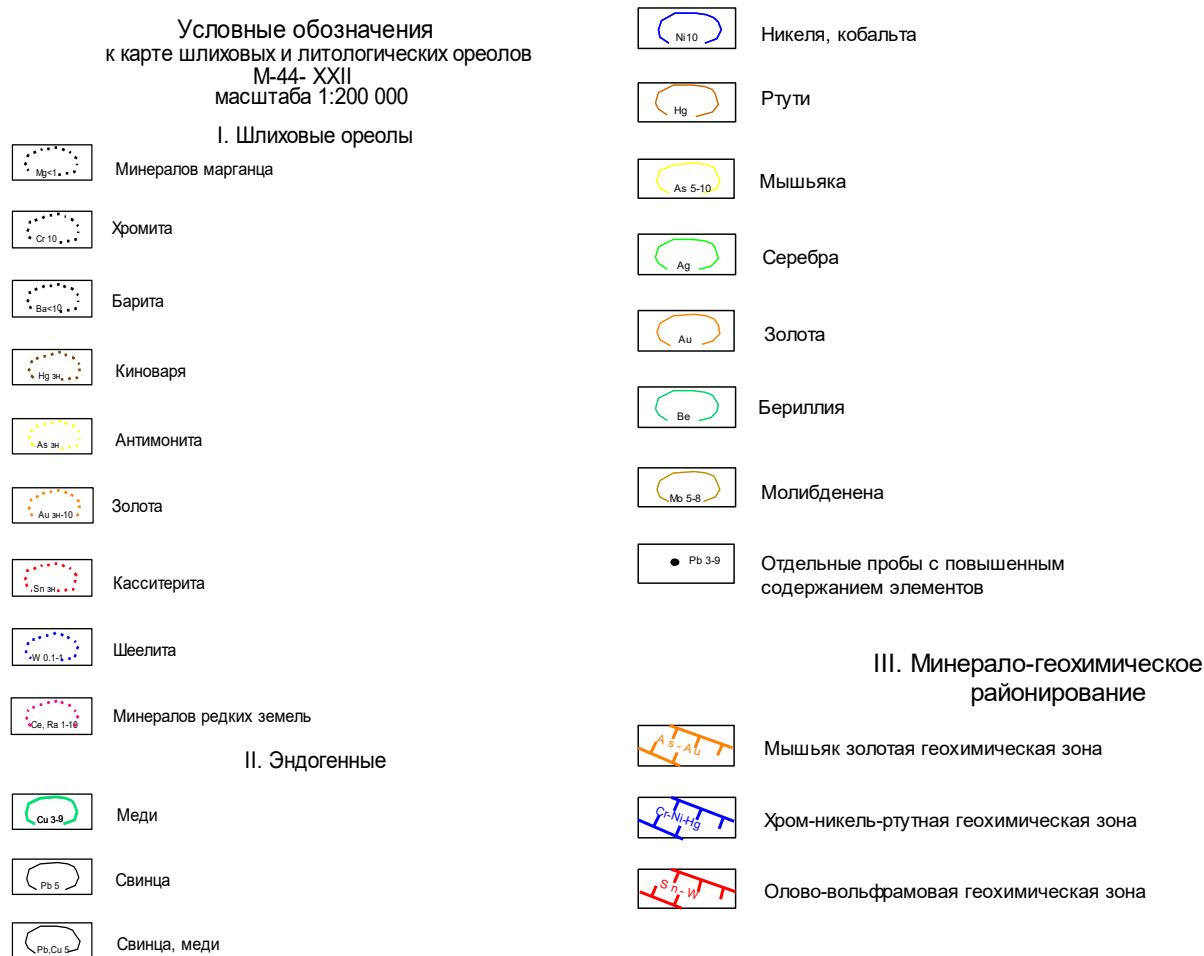 Условные обозначения
к карте шлиховых и литологических ореолов
М-44- XXII
масштаба 1:200 000
I. Шлиховые ореолы
Mg<1
Минералов марганца
Cr 10
Хромита
Ba<10
Барита
Hg зн
Киноваря
As зн
Антимонита
Au зн-10
Золота
Sn зн
Касситерита
W 0.1-1
Шеелита
Ce, Ra 1-10
Минералов редких земель
II. Эндогенные
Cu 3-9
Меди
Pb 5
Свинца
Pb,Cu 5
Свинца, меди
Ni10
Никеля, кобальта
Hg
Ртути
As 5-10
Мышьяка
Ag
Серебра
Au
Золота
Be
Бериллия
Mo 5-8
Молибденена
Pb 3-9
Отдельные пробы с повышенным
содержанием элементов
III. Минерало-геохимическое
районирование
As-Au
Мышьяк золотая геохимическая зона
Cr-Ni-Hg
Хром-никель-ртутная геохимическая зона
Sn-W
Олово-вольфрамовая геохимическая зона